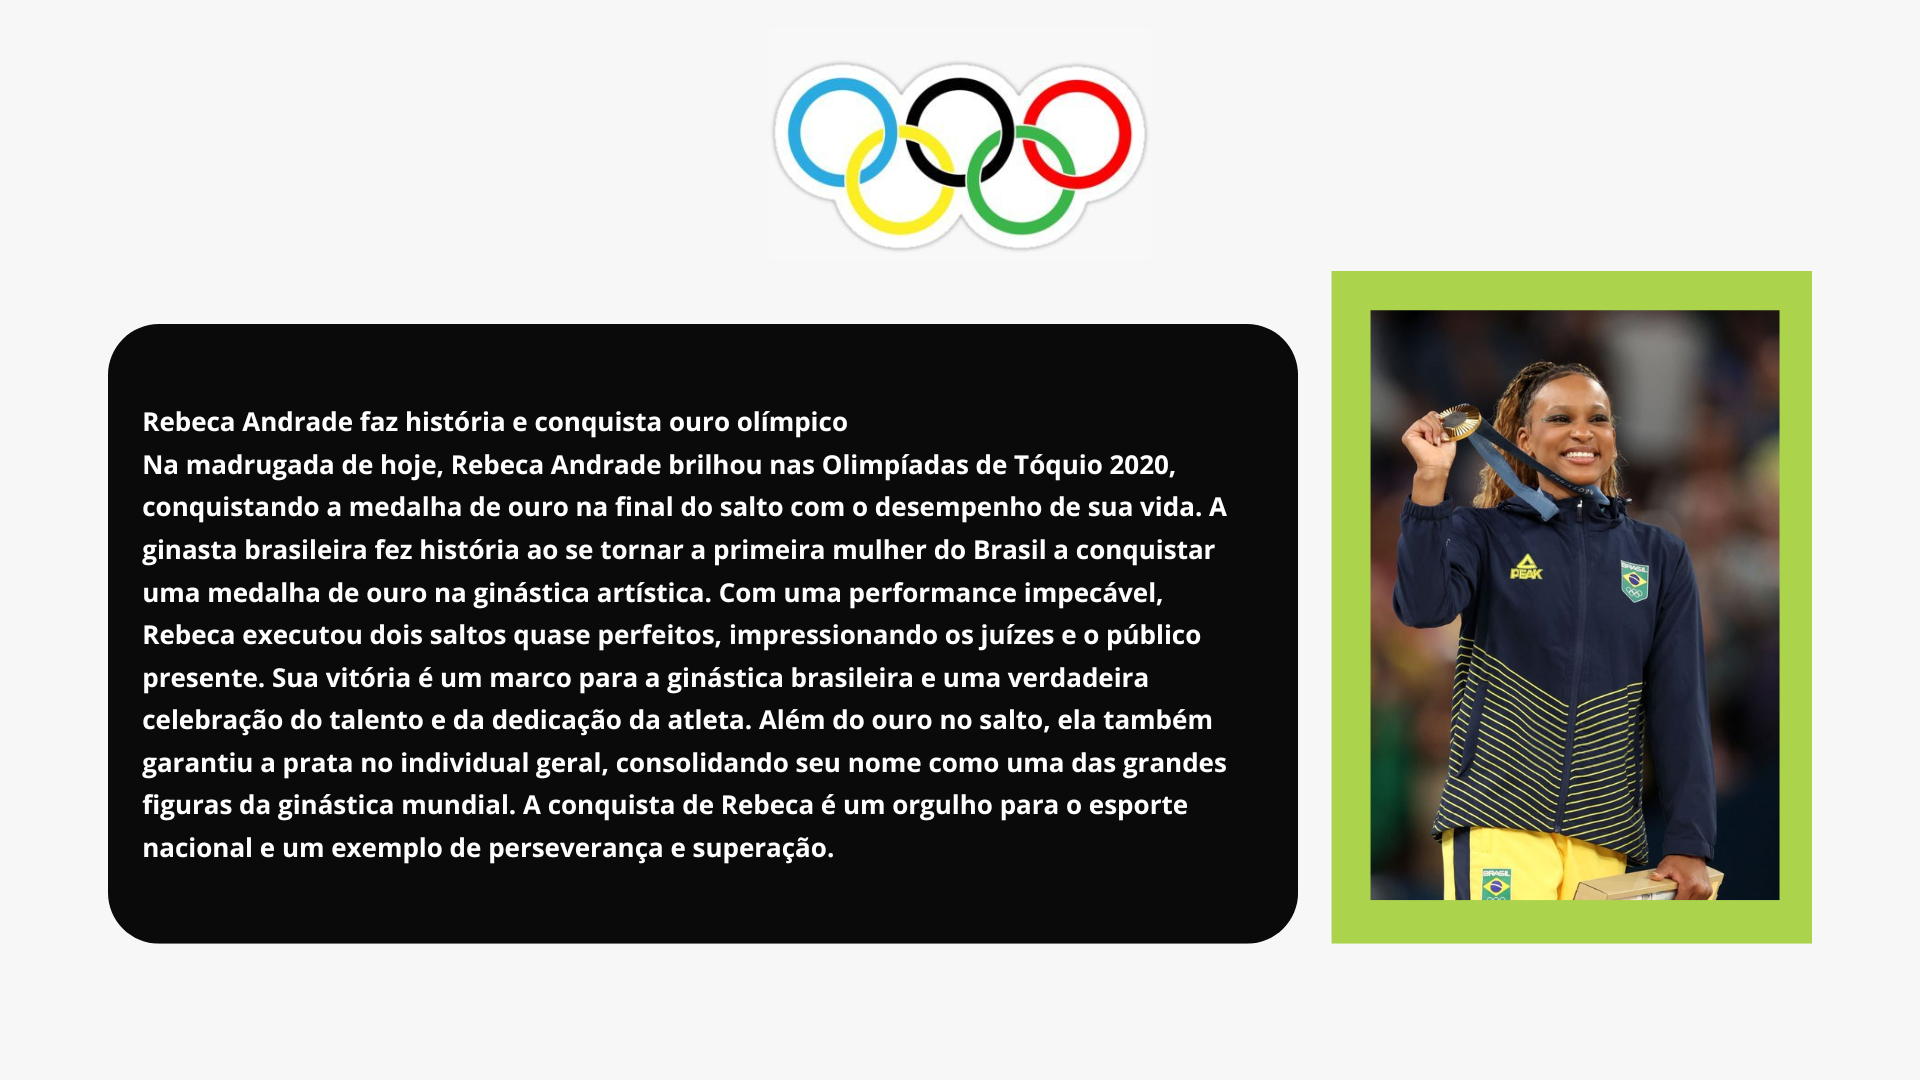 Rebeca Andrade faz história e conquista ouro olímpico
Na madrugada de hoje, Rebeca Andrade brilhou nas Olimpíadas de Tóquio 2020,
conquistando a medalha de ouro na final do salto com o desempenho de sua vida. A
ginasta brasileira fez história ao se tornar a primeira mulher do Brasil a conquistar
uma medalha de ouro na ginástica artística. Com uma performance impecável,
Rebeca executou dois saltos quase perfeitos, impressionando os juízes e o público
presente. Sua vitória é um marco para a ginástica brasileira e uma verdadeira
celebração do talento e da dedicação da atleta. Além do ouro no salto, ela também
garantiu a prata no individual geral, consolidando seu nome como uma das grandes
figuras da ginástica mundial. A conquista de Rebeca é um orgulho para o esporte
nacional e um exemplo de perseverança e superação.
PEAK
BRASIL
BRASIL